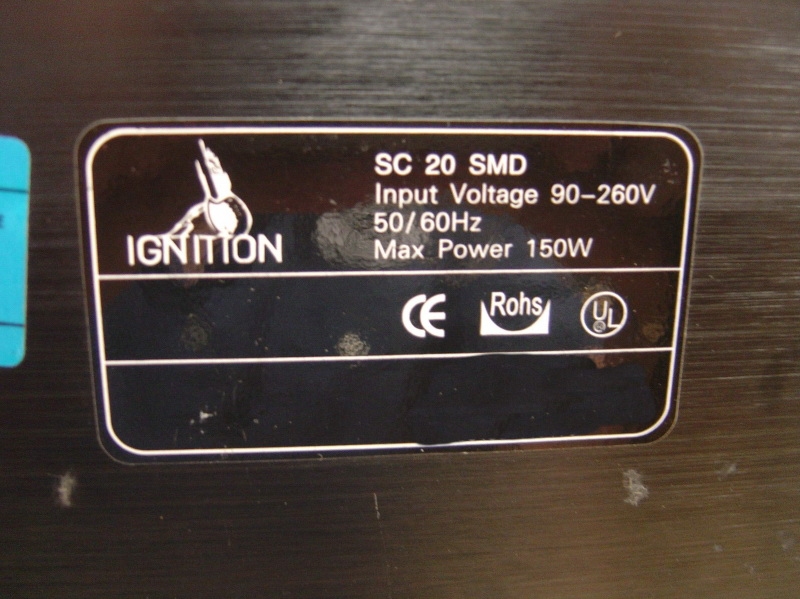 IGNITION
SC 20 SMD
Input Voltage 90-260V
50/60Hz
Max Power 150W
CE
Rohs
UL